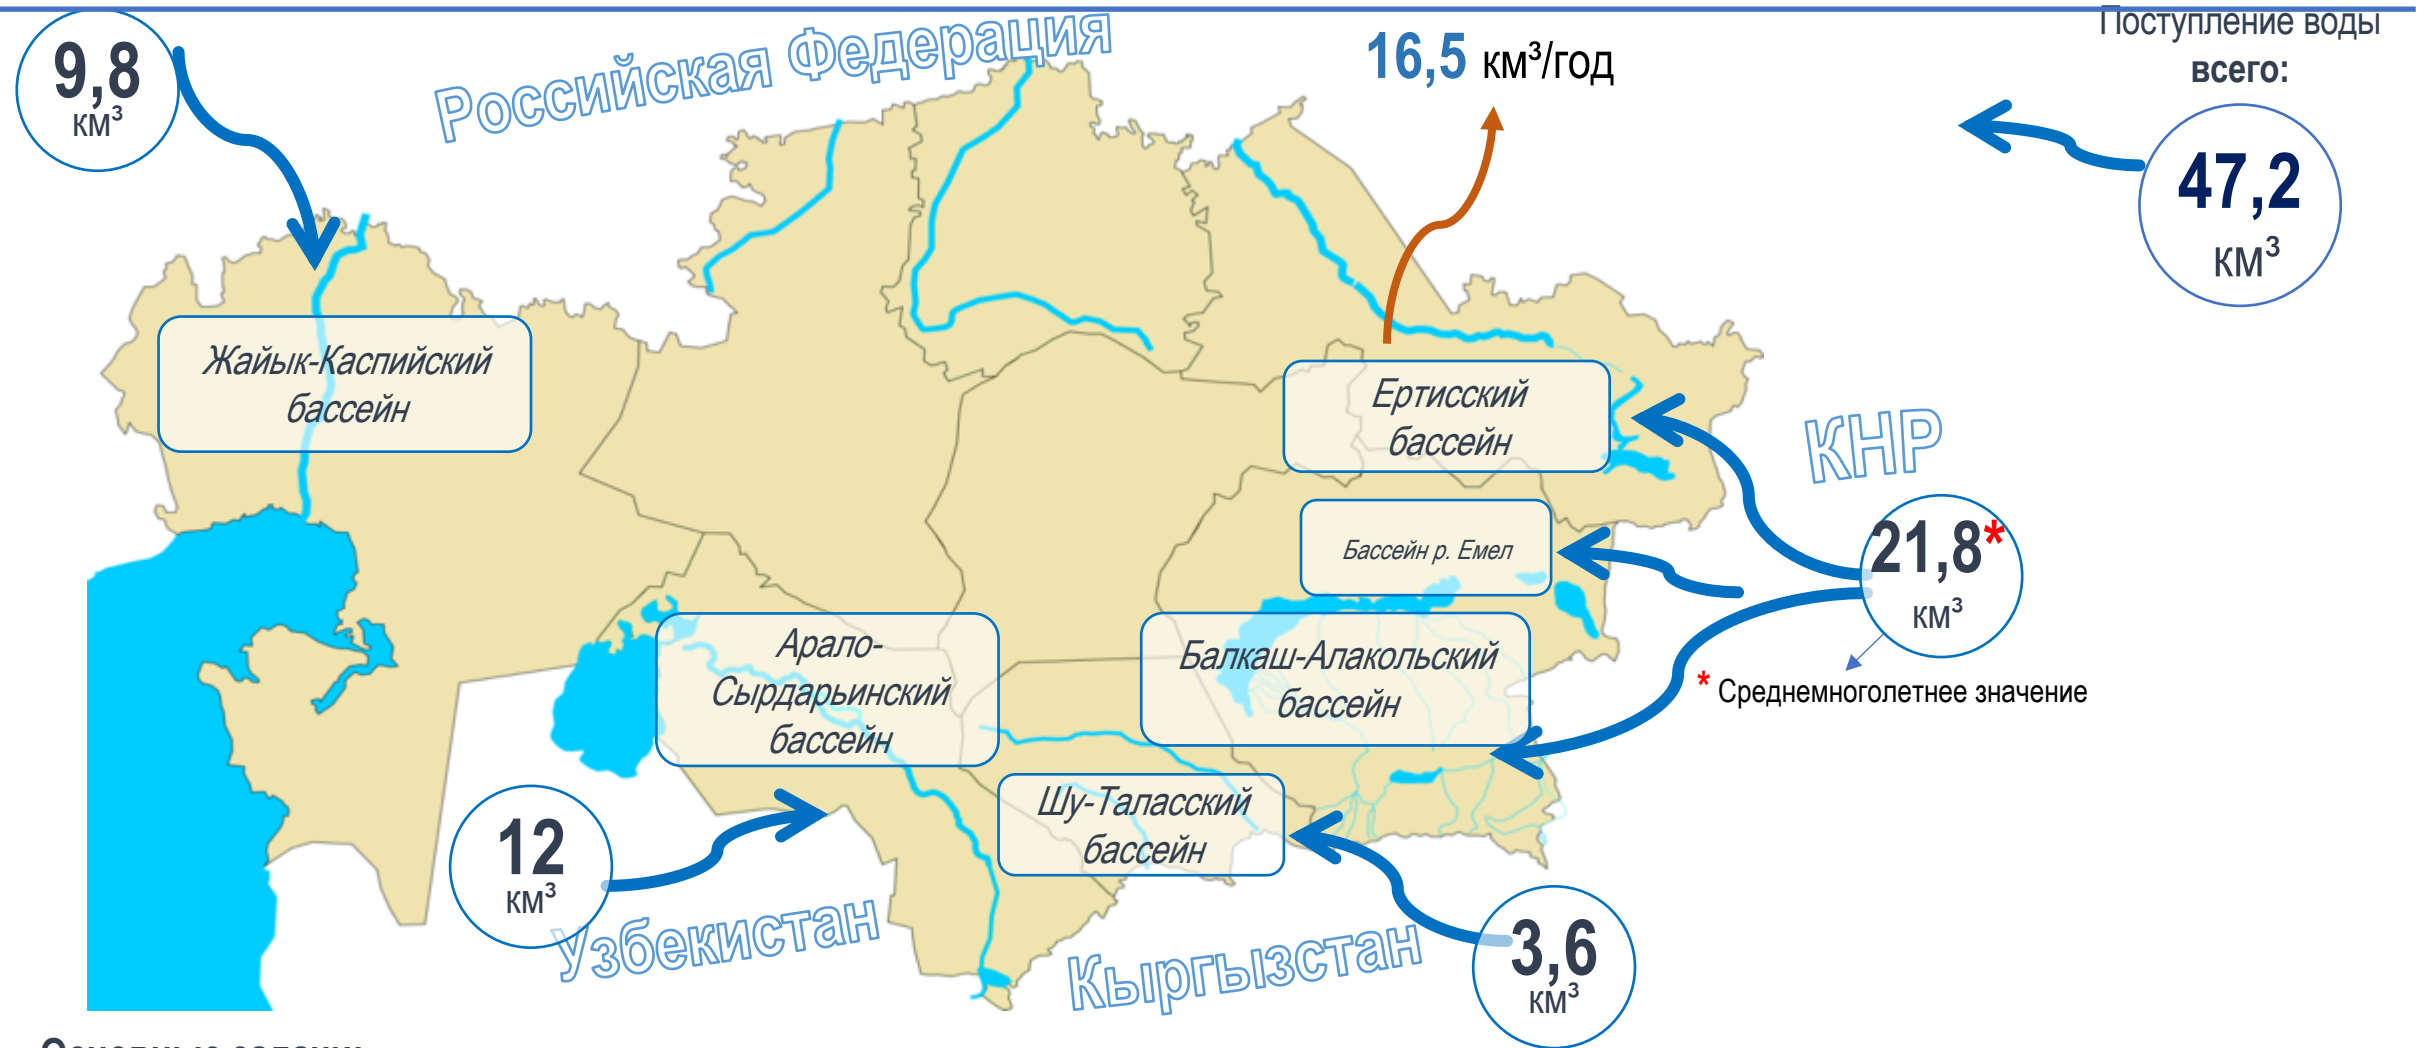 Поступление воды
всего:
47,2
км³
9,8
км³
Российская Федерация
16,5 км³/год
Жайык-Каспийский
бассейн
Ертисский
бассейн
КНР
21,8*
км³
* Среднемноголетнее значение
Бассейн р. Емел
Арало-
Сырдарьинский
бассейн
Балкаш-Алакольский
бассейн
Шу-Таласский
бассейн
12
км³
Узбекистан
Кыргызстан
3,6
км³